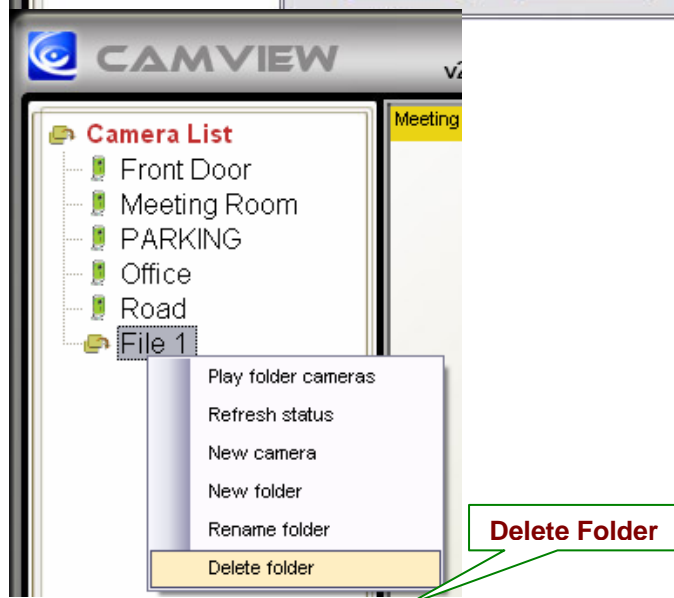 CAMVIEW
Camera List
Front Door
Meeting Room
PARKING
Office
Road
File 1
Meeting
Play folder cameras
Refresh status
New camera
New folder
Rename folder
Delete folder
Delete Folder